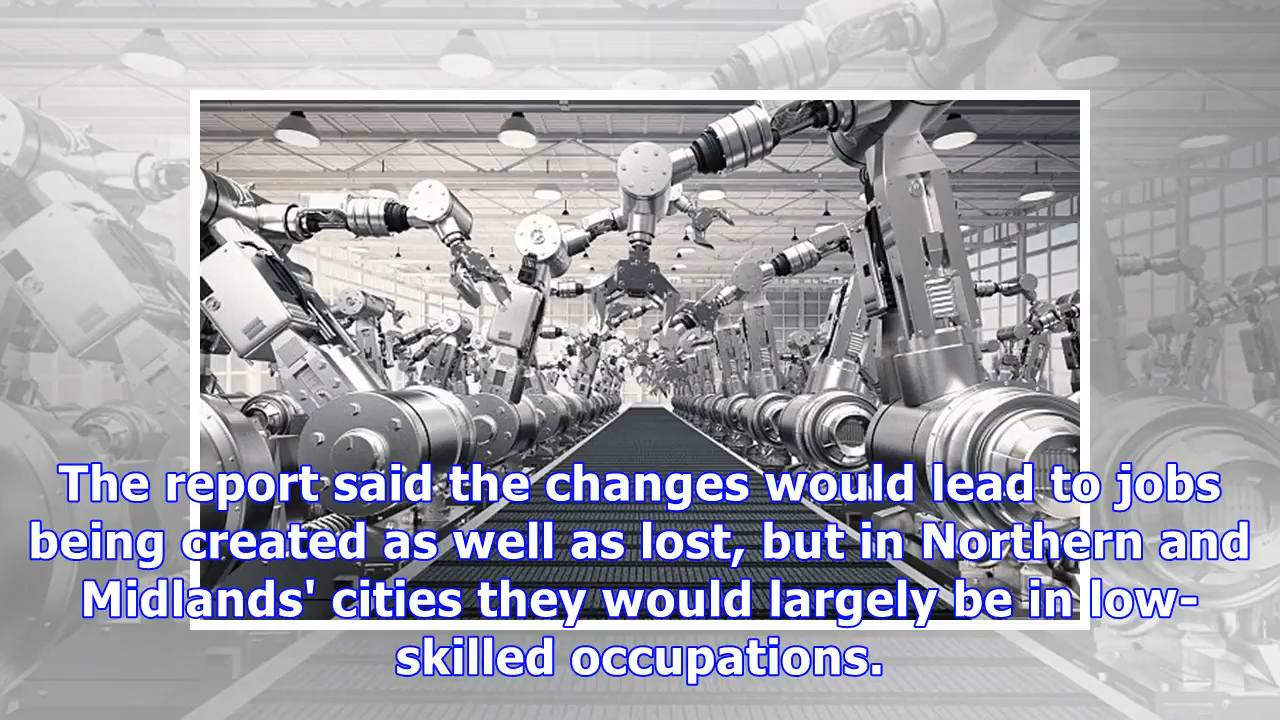 The report said the changes would lead to jobs
being created as well as lost, but in Northern and
Midlands' cities they would largely be in low-
skilled occupations.